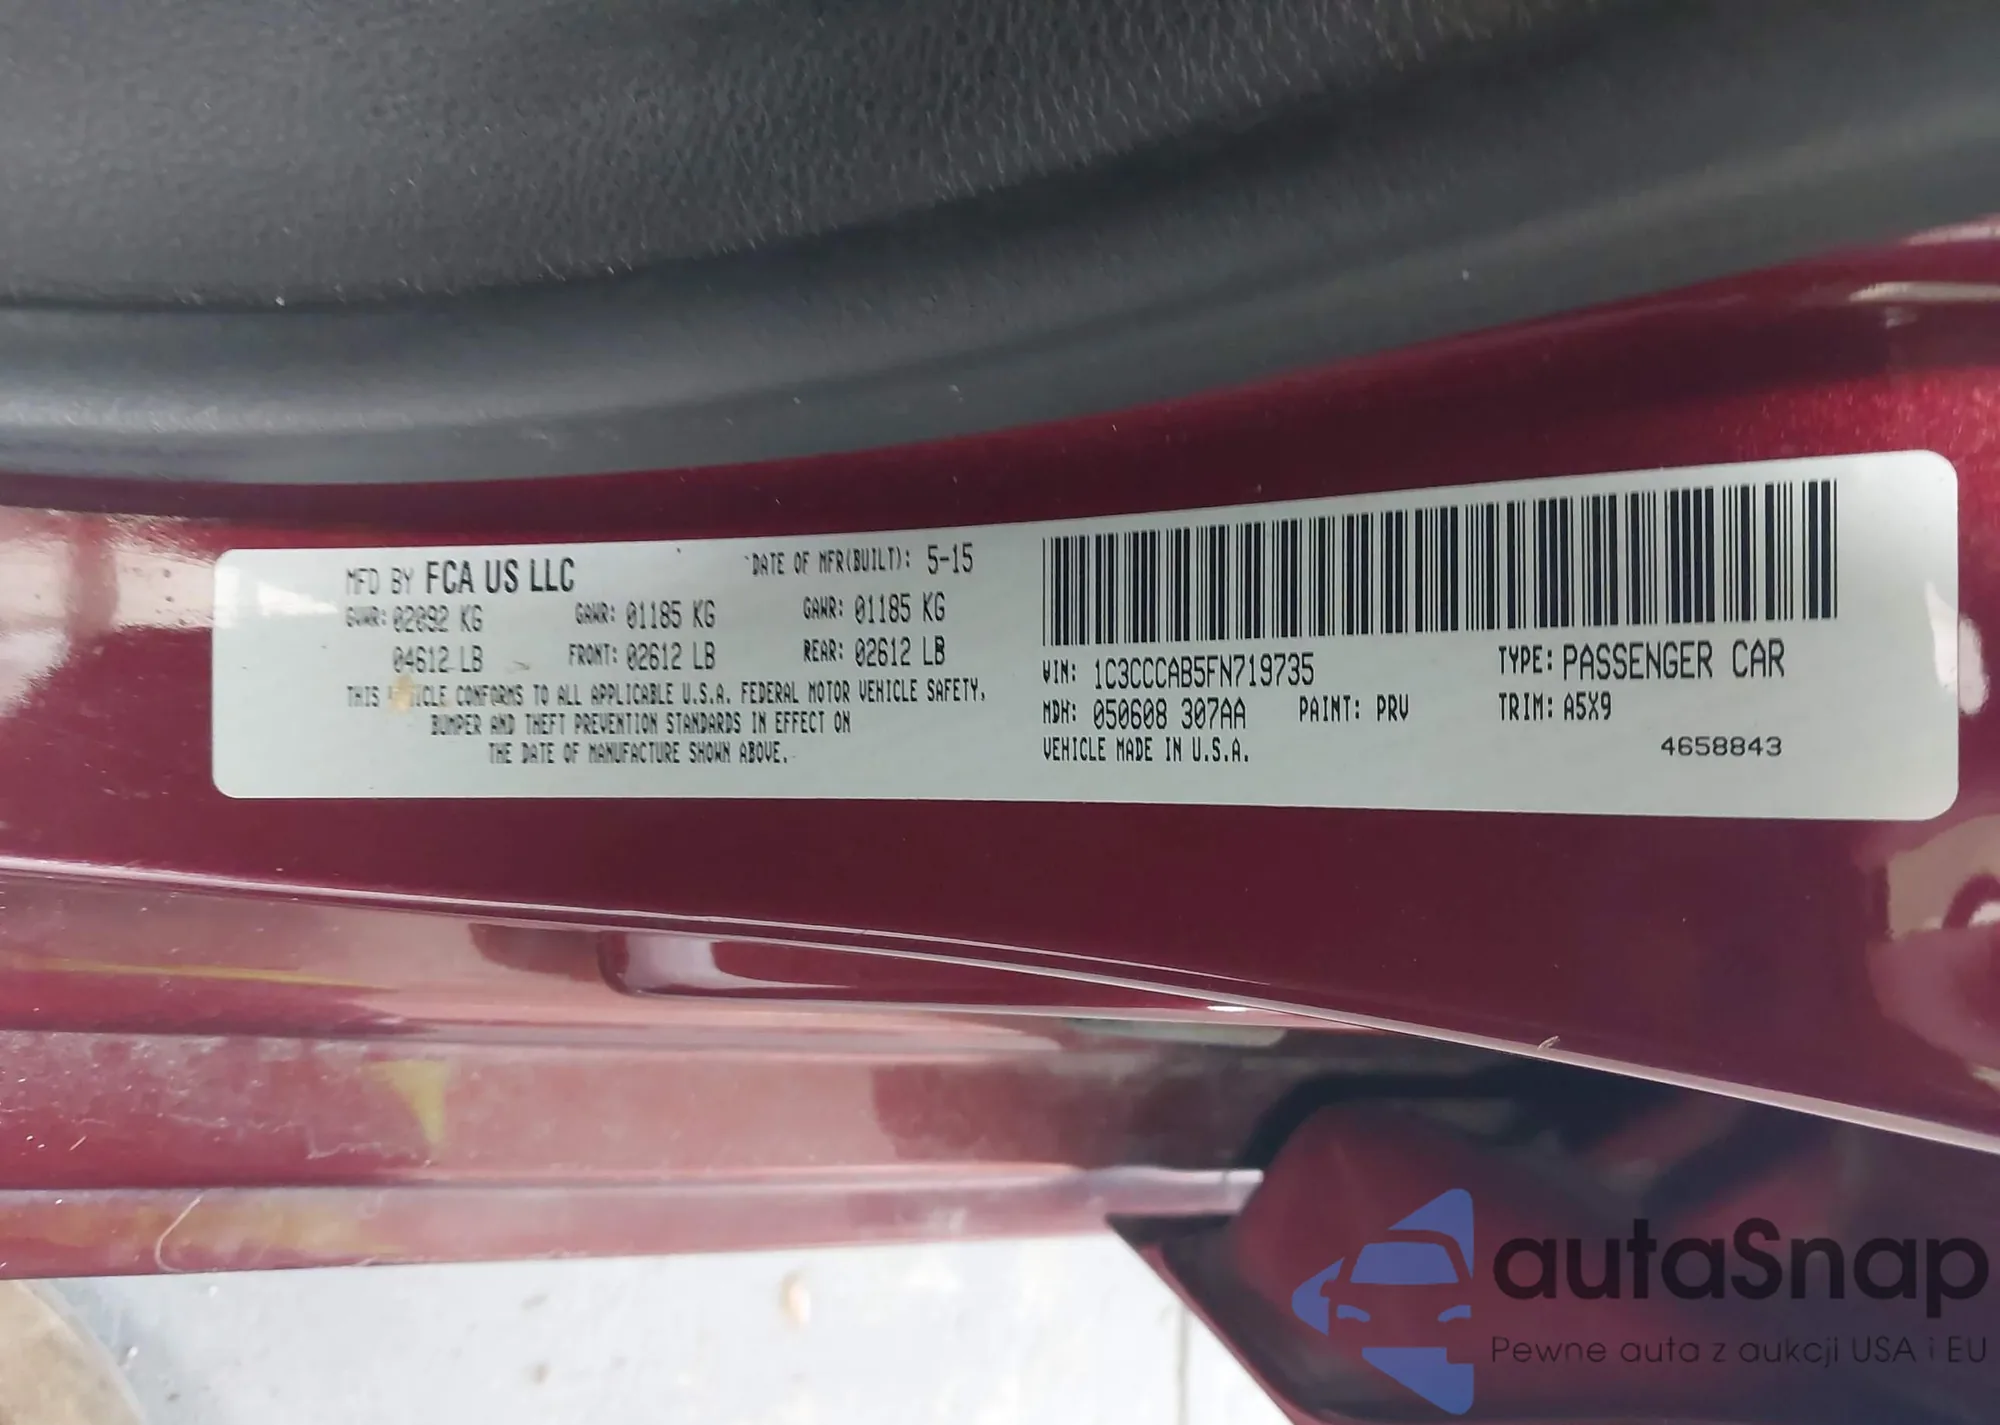 MFD BY FCA US LLC DATE OF MFR(BUILT): 5-15
GVWR: 02092 KG GAWR: 01185 KG GAWR: 01185 KG
04612 LB FRONT: 02612 LB REAR: 02612 LB
THIS CONFORMS TO ALL APPLICABLE U.S.A. FEDERAL MOTOR VEHICLE SAFETY,
BUMPER AND THEFT PREVENTION STANDARDS IN EFFECT ON
THE DATE OF MANUFACTURE SHOWN ABOVE.
VIN: 1C3CCCAB5FN719735 TYPE: PASSENGER CAR
MDH: 050608 307AA PAINT: PRV TRIM: A5X9
VEHICLE MADE IN U.S.A.
4658843
autaSnap
Pewne auta z aukcji USA i EU